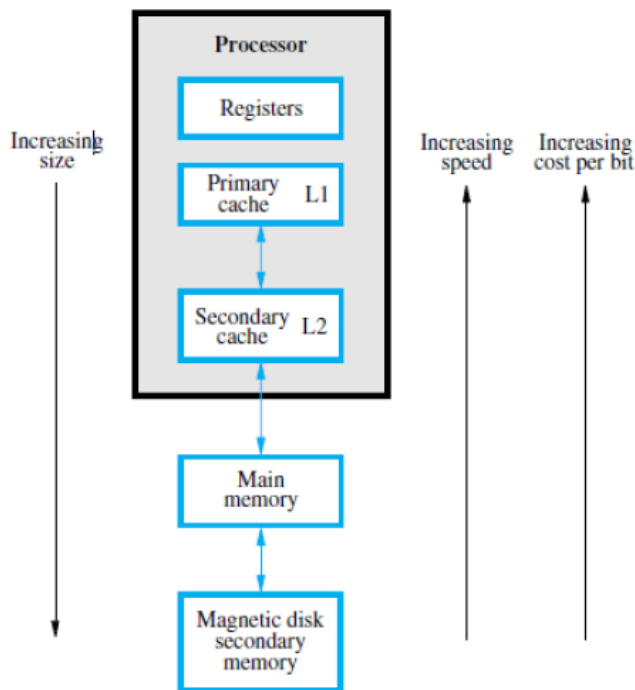 Processor
Registers
Increasing
size
Increasing
speed
Increasing
cost per bit
Primary
cache L1
Secondary
cache L2
Main
memory
Magnetic disk
secondary
memory